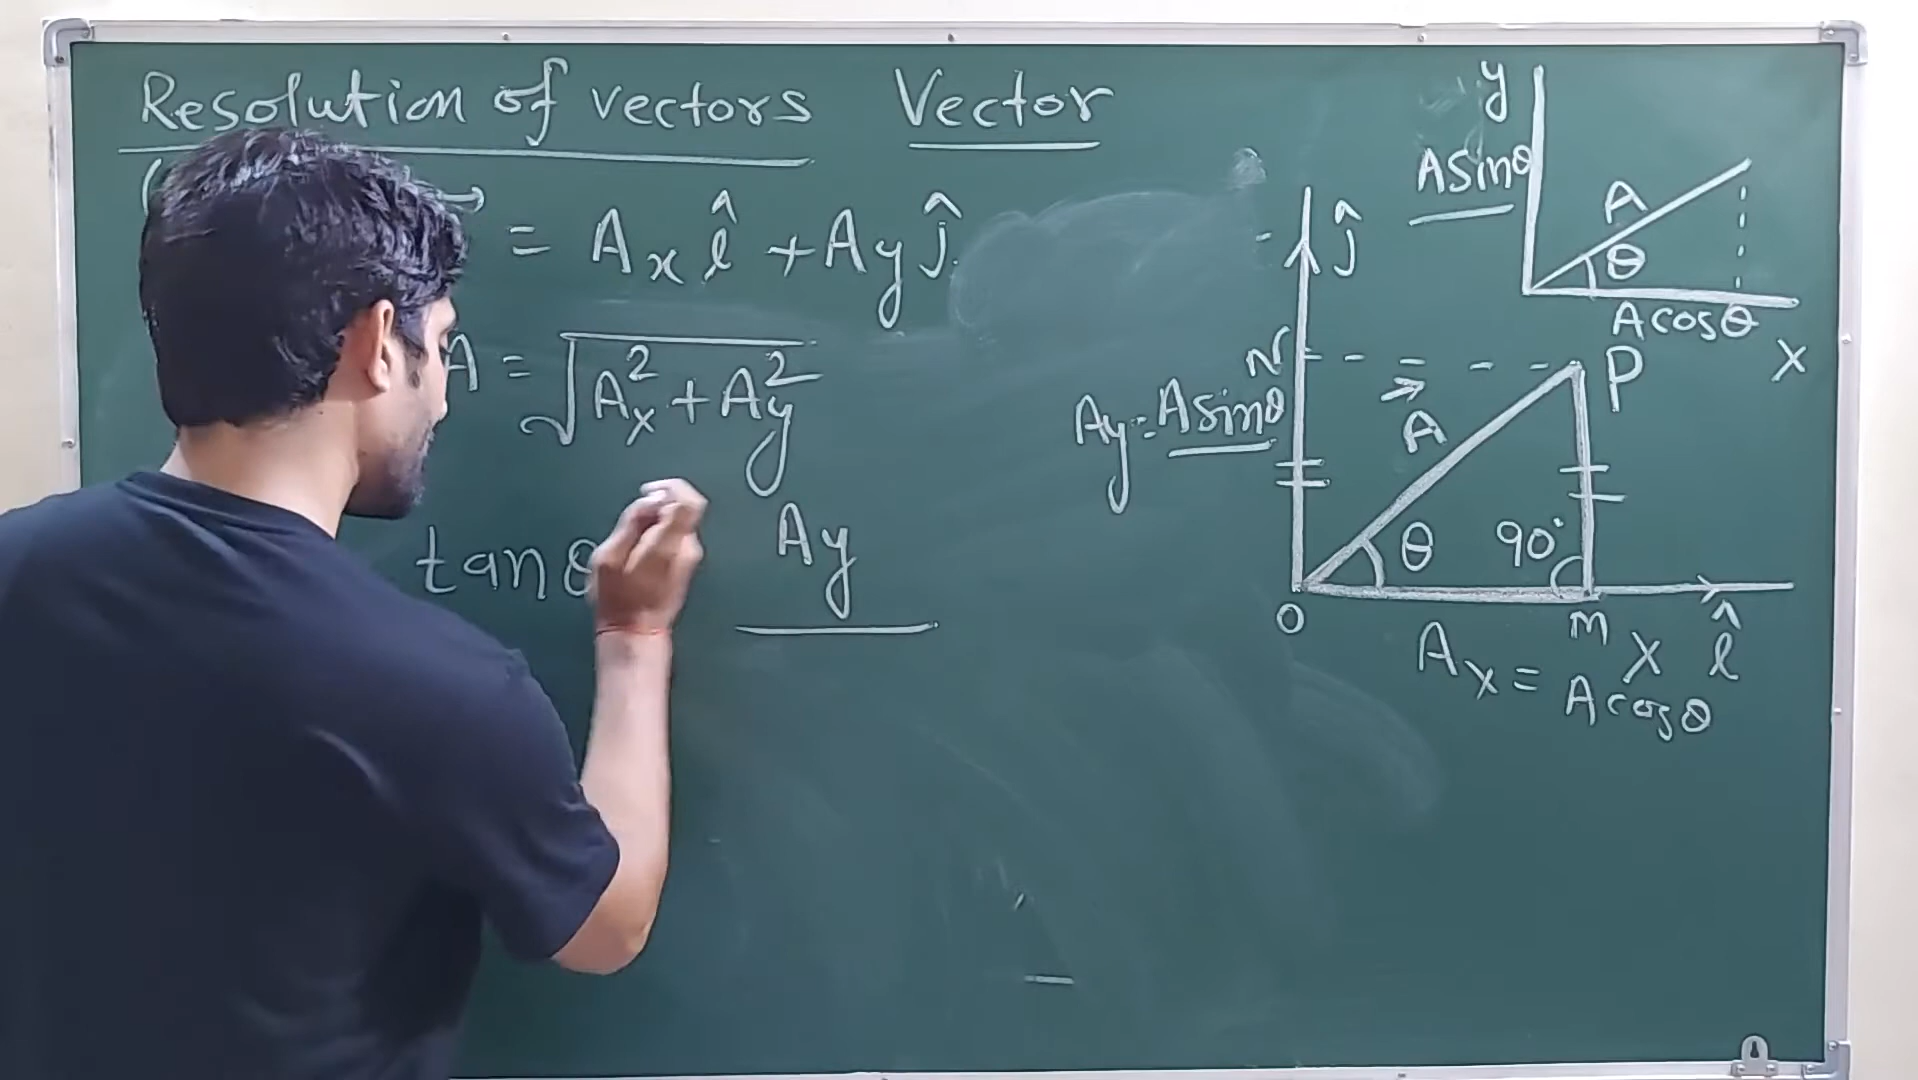 Resolution of vectors Vector
(
→ = Aₓ î + A_y ĵ
A = √(Aₓ² + A_y²)
tan θ A_y
y
A sinθ
A
θ
A cosθ
X
ĵ
N
P
A_y = A sinθ
A⃗
θ 90°
O
M
X î
Aₓ = A cosθ